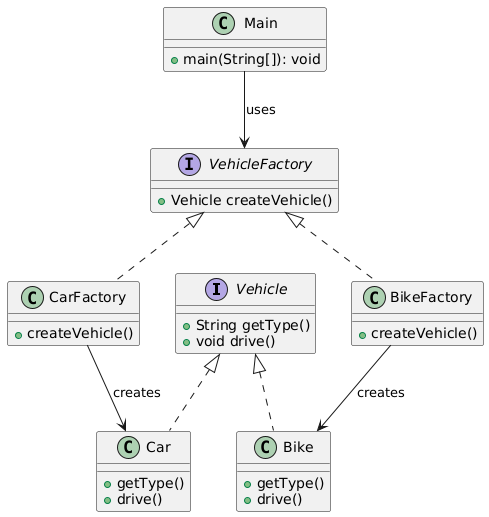 C Main
main(String[]): void
uses
I VehicleFactory
Vehicle createVehicle()
C CarFactory
createVehicle()
I Vehicle
String getType()
void drive()
C BikeFactory
createVehicle()
creates
creates
C Car
getType()
drive()
C Bike
getType()
drive()